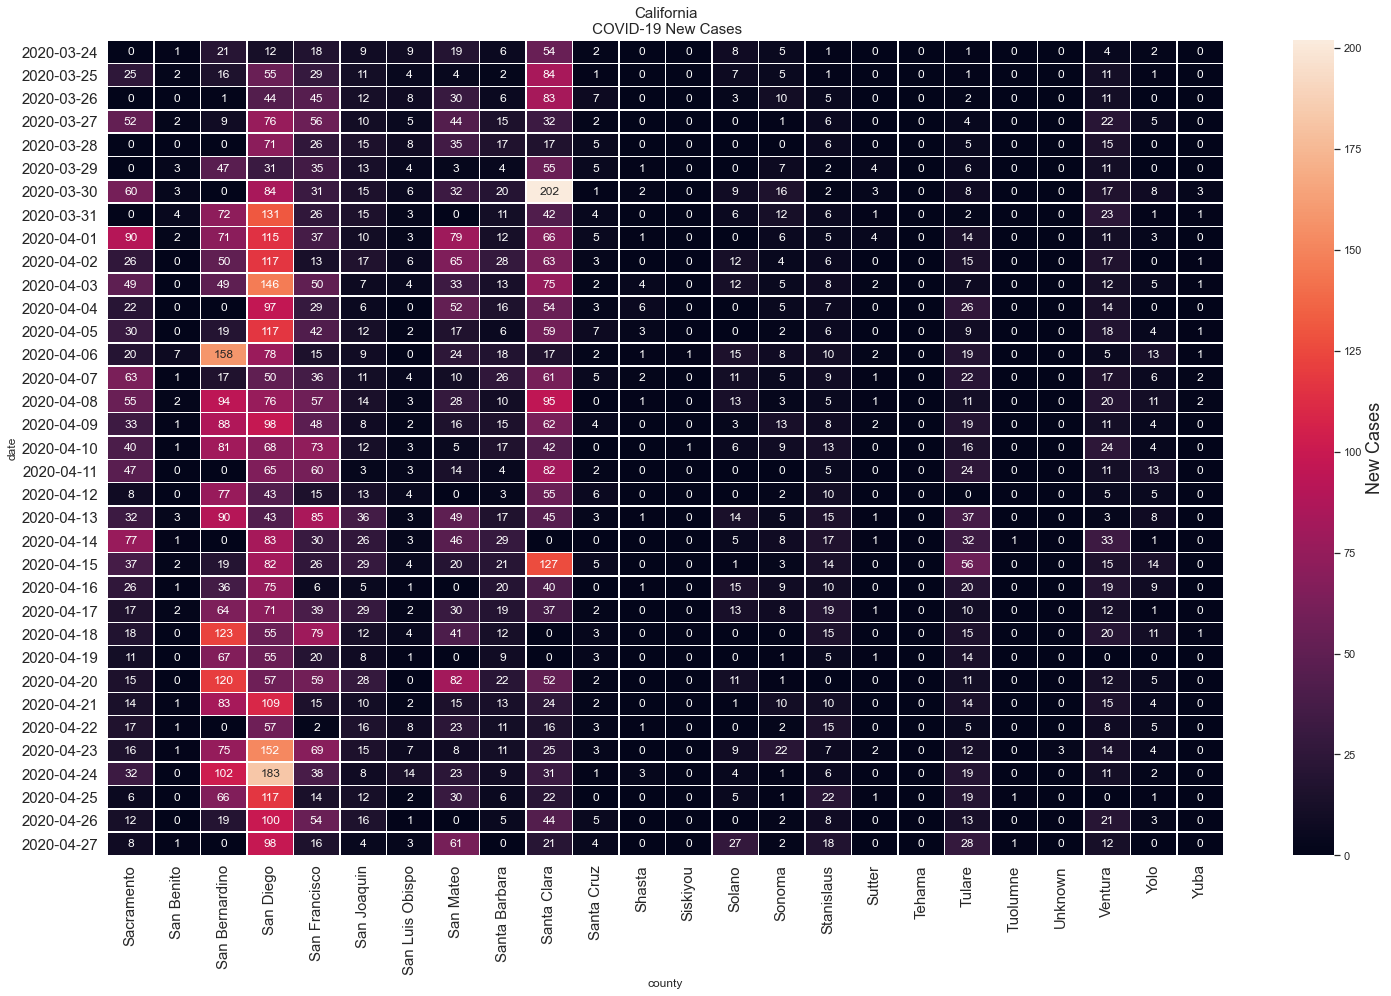 California
COVID-19 New Cases
2020-03-24 0 1 21 12 18 9 9 19 6 54 2 0 0 8 5 1 0 0 1 0 0 4 2 0
2020-03-25 25 2 16 55 29 11 4 4 2 84 1 0 0 7 5 1 0 0 1 0 0 11 1 0
2020-03-26 0 0 1 44 45 12 8 30 6 83 7 0 0 3 10 5 0 0 2 0 0 11 0 0
2020-03-27 52 2 9 76 56 10 5 44 15 32 2 0 0 0 1 6 0 0 4 0 0 22 5 0
2020-03-28 0 0 0 71 26 15 8 35 17 17 5 0 0 0 0 6 0 0 5 0 0 15 0 0
2020-03-29 0 3 47 31 35 13 4 3 4 55 5 1 0 0 7 2 4 0 6 0 0 11 0 0
2020-03-30 60 3 0 84 31 15 6 32 20 202 1 2 0 9 16 2 3 0 8 0 0 17 8 3
2020-03-31 0 4 72 131 26 15 3 0 11 42 4 0 0 6 12 6 1 0 2 0 0 23 1 1
2020-04-01 90 2 71 115 37 10 3 79 12 66 5 1 0 0 6 5 4 0 14 0 0 11 3 0
2020-04-02 26 0 50 117 13 17 6 65 28 63 3 0 0 12 4 6 0 0 15 0 0 17 0 1
2020-04-03 49 0 49 146 50 7 4 33 13 75 2 4 0 12 5 8 2 0 7 0 0 12 5 1
2020-04-04 22 0 0 97 29 6 0 52 16 54 3 6 0 0 5 7 0 0 26 0 0 14 0 0
2020-04-05 30 0 19 117 42 12 2 17 6 59 7 3 0 0 2 6 0 0 9 0 0 18 4 1
2020-04-06 20 7 158 78 15 9 0 24 18 17 2 1 1 15 8 10 2 0 19 0 0 5 13 1
2020-04-07 63 1 17 50 36 11 4 10 26 61 5 2 0 11 5 9 1 0 22 0 0 17 6 2
2020-04-08 55 2 94 76 57 14 3 28 10 95 0 1 0 13 3 5 1 0 11 0 0 20 11 2
2020-04-09 33 1 88 98 48 8 2 16 15 62 4 0 0 3 13 8 2 0 19 0 0 11 4 0
2020-04-10 40 1 81 68 73 12 3 5 17 42 0 0 1 6 9 13 0 0 16 0 0 24 4 0
2020-04-11 47 0 0 65 60 3 3 14 4 82 2 0 0 0 0 5 0 0 24 0 0 11 13 0
2020-04-12 8 0 77 43 15 13 4 0 3 55 6 0 0 0 2 10 0 0 0 0 0 5 5 0
2020-04-13 32 3 90 43 85 36 3 49 17 45 3 1 0 14 5 15 1 0 37 0 0 3 8 0
2020-04-14 77 1 0 83 30 26 3 46 29 0 0 0 0 5 8 17 1 0 32 1 0 33 1 0
2020-04-15 37 2 19 82 26 29 4 20 21 127 5 0 0 1 3 14 0 0 56 0 0 15 14 0
2020-04-16 26 1 36 75 6 5 1 0 20 40 0 1 0 15 9 10 0 0 20 0 0 19 9 0
2020-04-17 17 2 64 71 39 29 2 30 19 37 2 0 0 13 8 19 1 0 10 0 0 12 1 0
2020-04-18 18 0 123 55 79 12 4 41 12 0 3 0 0 0 0 15 0 0 15 0 0 20 11 1
2020-04-19 11 0 67 55 20 8 1 0 9 0 3 0 0 0 1 5 1 0 14 0 0 0 0 0
2020-04-20 15 0 120 57 59 28 0 82 22 52 2 0 0 11 1 0 0 0 11 0 0 12 5 0
2020-04-21 14 1 83 109 15 10 2 15 13 24 2 0 0 1 10 10 0 0 14 0 0 15 4 0
2020-04-22 17 1 0 57 2 16 8 23 11 16 3 1 0 0 2 15 0 0 5 0 0 8 5 0
2020-04-23 16 1 75 152 69 15 7 8 11 25 3 0 0 9 22 7 2 0 12 0 3 14 4 0
2020-04-24 32 0 102 183 38 8 14 23 9 31 1 3 0 4 1 6 0 0 19 0 0 11 2 0
2020-04-25 6 0 66 117 14 12 2 30 6 22 0 0 0 5 1 22 1 0 19 1 0 0 1 0
2020-04-26 12 0 19 100 54 16 1 0 5 44 5 0 0 0 2 8 0 0 13 0 0 21 3 0
2020-04-27 8 1 0 98 16 4 3 61 0 21 4 0 0 27 2 18 0 0 28 1 0 12 0 0
date
Sacramento
San Benito
San Bernardino
San Diego
San Francisco
San Joaquin
San Luis Obispo
San Mateo
Santa Barbara
Santa Clara
Santa Cruz
Shasta
Siskiyou
Solano
Sonoma
Stanislaus
Sutter
Tehama
Tulare
Tuolumne
Unknown
Ventura
Yolo
Yuba
county
200
175
150
125
100
75
50
25
0
New Cases